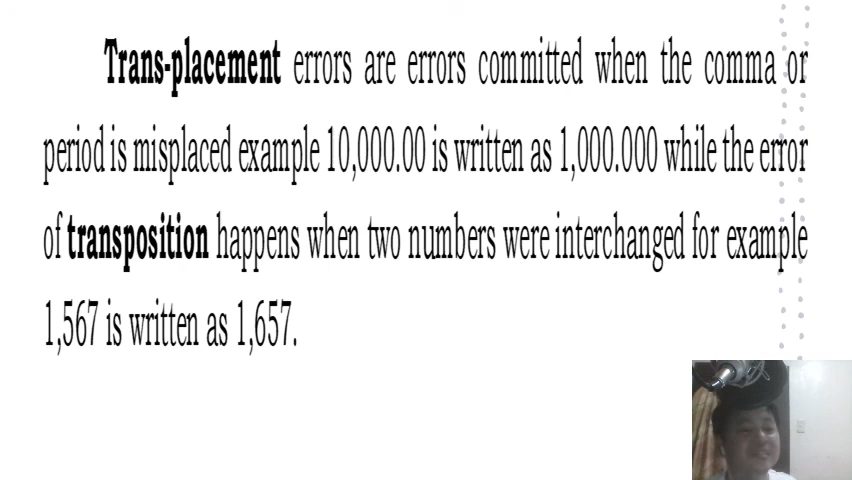 Trans-placement errors are errors committed when the comma or
period is misplaced example 10,000.00 is written as 1,000.000 while the error
of transposition happens when two numbers were interchanged for example
1,567 is written as 1,657.